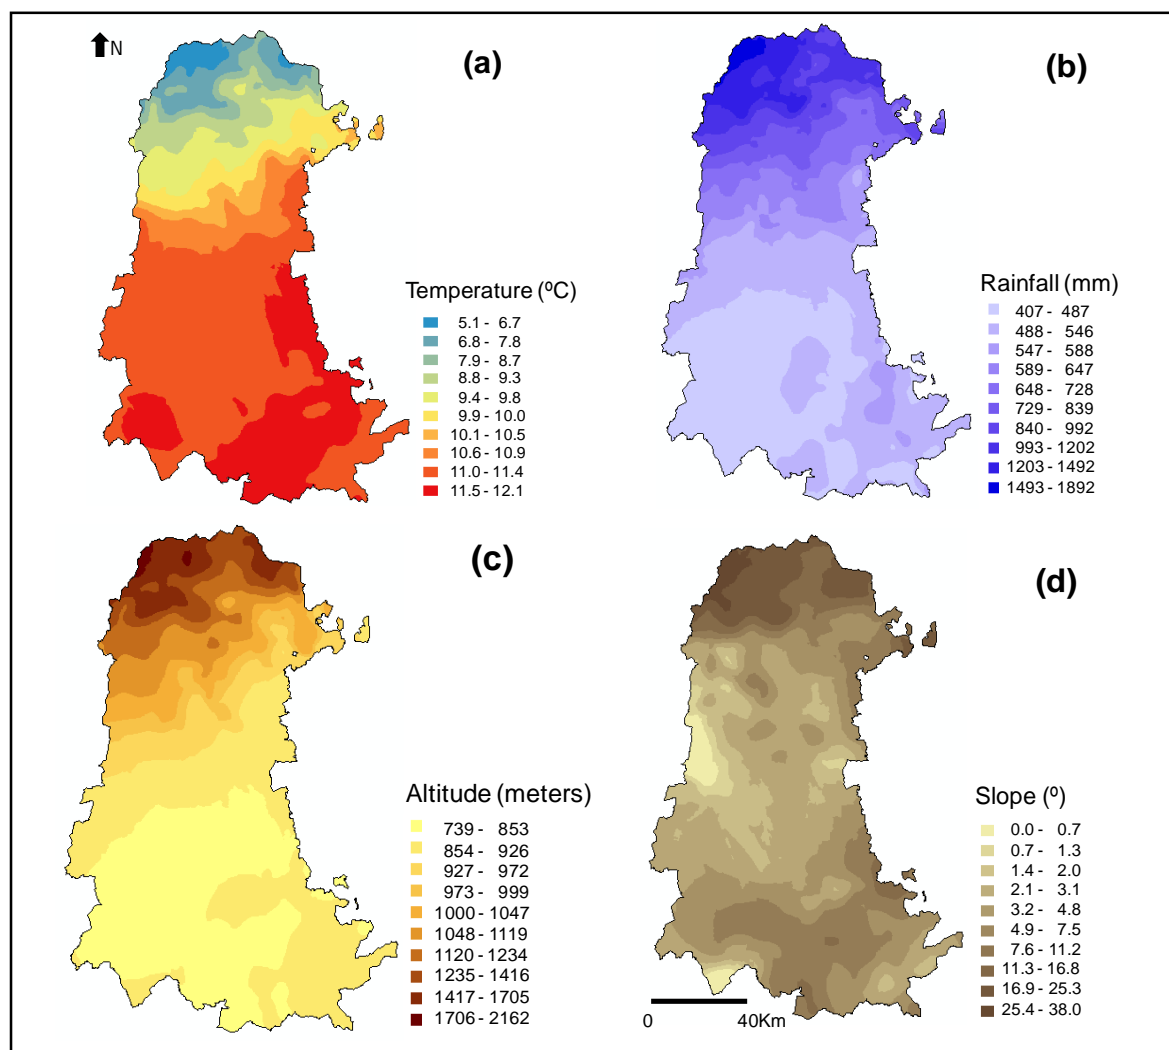 N
(a)
Temperature (ºC)
5.1 - 6.7
6.8 - 7.8
7.9 - 8.7
8.8 - 9.3
9.4 - 9.8
9.9 - 10.0
10.1 - 10.5
10.6 - 10.9
11.0 - 11.4
11.5 - 12.1
(b)
Rainfall (mm)
407 - 487
488 - 546
547 - 588
589 - 647
648 - 728
729 - 839
840 - 992
993 - 1202
1203 - 1492
1493 - 1892
(c)
Altitude (meters)
739 - 853
854 - 926
927 - 972
973 - 999
1000 - 1047
1048 - 1119
1120 - 1234
1235 - 1416
1417 - 1705
1706 - 2162
(d)
Slope (º)
0.0 - 0.7
0.7 - 1.3
1.4 - 2.0
2.1 - 3.1
3.2 - 4.8
4.9 - 7.5
7.6 - 11.2
11.3 - 16.8
16.9 - 25.3
25.4 - 38.0
0 40Km